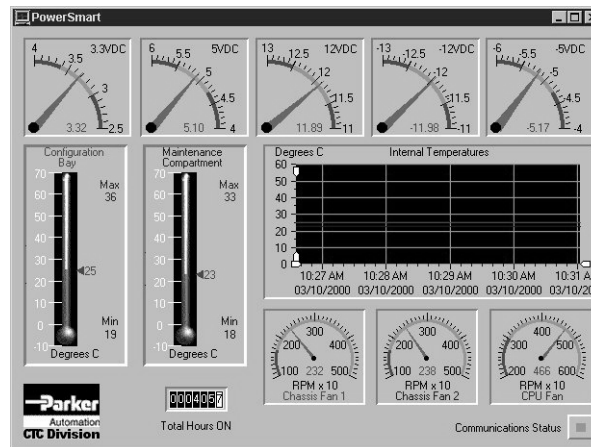 PowerSmart
4 3.3VDC 3.5 3 2.5 3.32
6 5VDC 5.5 5 4.5 4 5.10
13 12VDC 12.5 12 11.5 11 11.89
-13 -12VDC -12.5 -12 -11.5 -11 -11.98
-6 -5VDC -5.5 -5 -4.5 -4 -5.17
Configuration
Bay
70
60
50
40
30
20
10
0
-10
Max
36
25
Min
19
Degrees C
Maintenance
Compartment
70
60
50
40
30
20
10
0
-10
Max
33
23
Min
18
Degrees C
Degrees C Internal Temperatures
60
50
40
30
20
10
0
10:27 AM 10:28 AM 10:29 AM 10:30 AM 10:31 A
03/10/2000 03/10/2000 03/10/2000 03/10/2000 03/10/2000
100 200 300 400 500 232
RPM x 10
Chassis Fan 1
100 200 300 400 500 238
RPM x 10
Chassis Fan 2
200 300 400 500 600 466
RPM x 10
CPU Fan
Parker
Automation
CTC Division
0004057
Total Hours ON
Communications Status